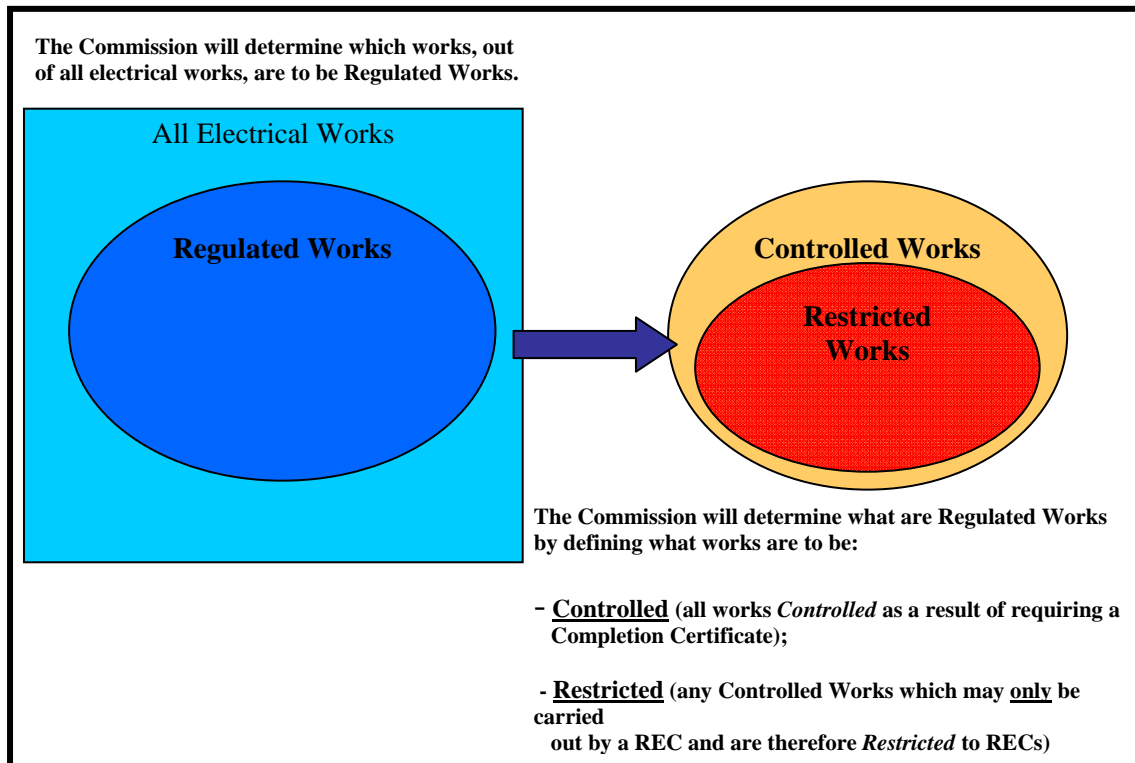 The Commission will determine which works, out
of all electrical works, are to be Regulated Works.
All Electrical Works
Regulated Works
Controlled Works
Restricted
Works
The Commission will determine what are Regulated Works
by defining what works are to be:
- Controlled (all works Controlled as a result of requiring a
Completion Certificate);
- Restricted (any Controlled Works which may only be
carried
out by a REC and are therefore Restricted to RECs)